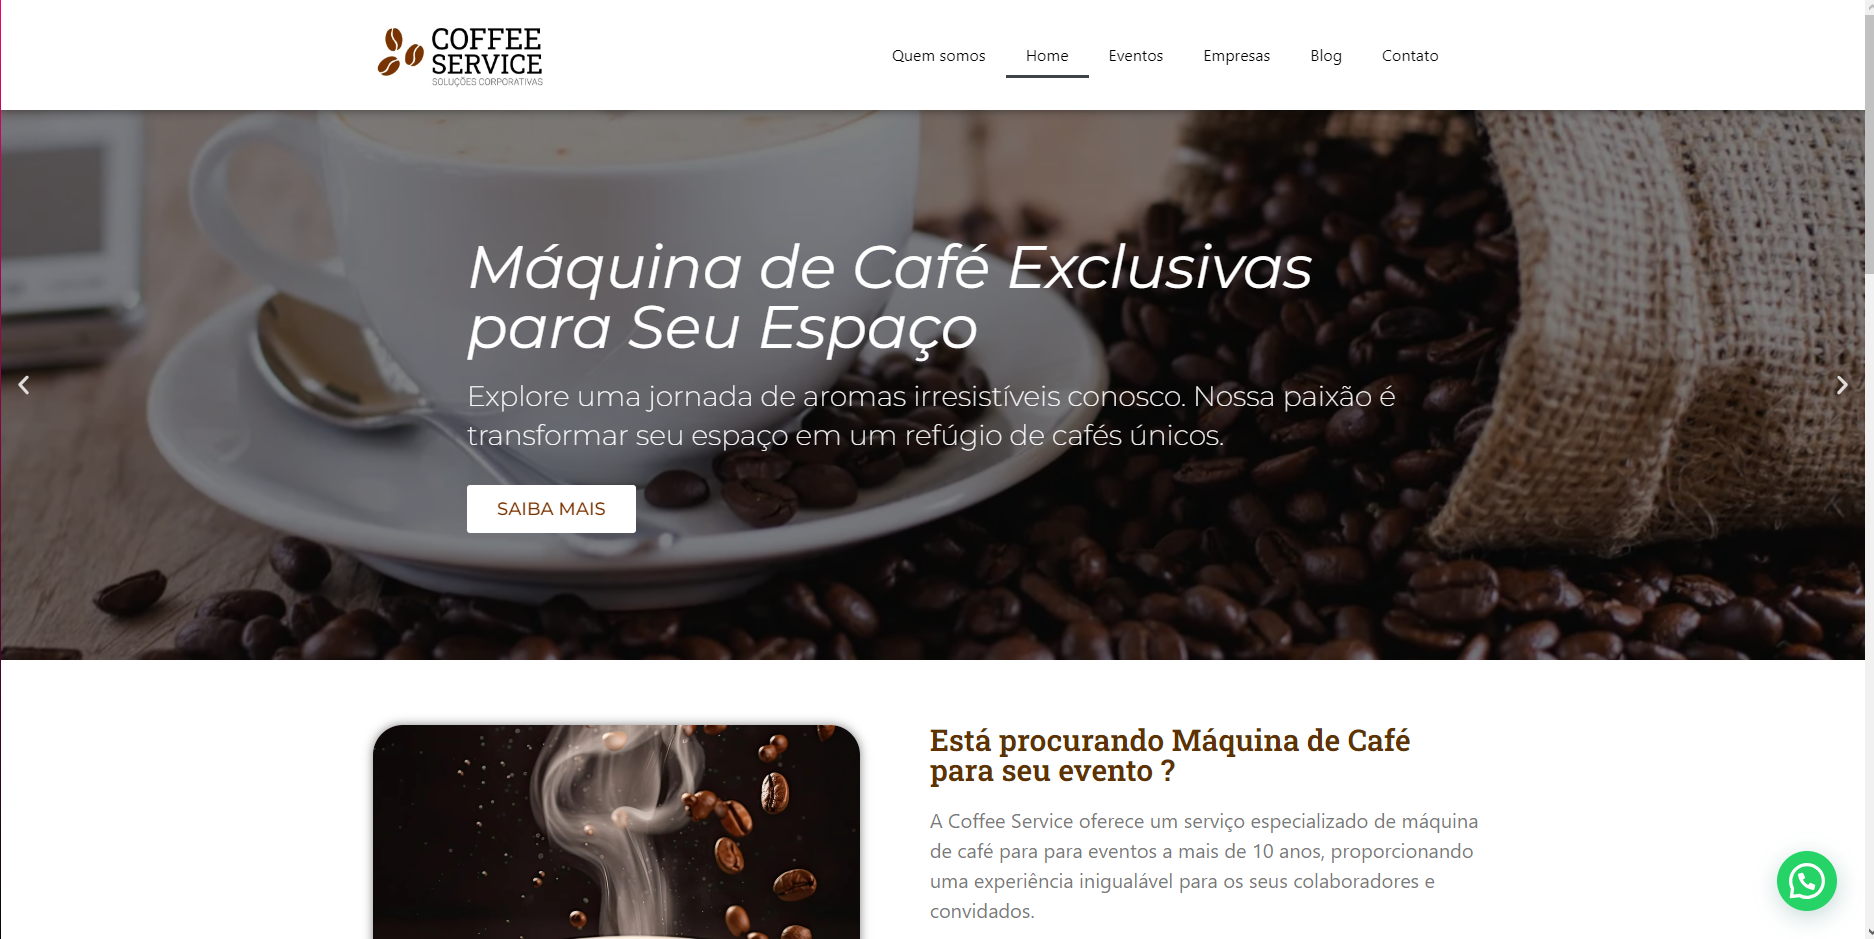 COFFEE
SERVICE
SOLUÇÕES CORPORATIVAS
Quem somos Home Eventos Empresas Blog Contato
Máquina de Café Exclusivas
para Seu Espaço
Explore uma jornada de aromas irresistíveis conosco. Nossa paixão é
transformar seu espaço em um refúgio de cafés únicos.
SAIBA MAIS
Está procurando Máquina de Café
para seu evento ?
A Coffee Service oferece um serviço especializado de máquina
de café para para eventos a mais de 10 anos, proporcionando
uma experiência inigualável para os seus colaboradores e
convidados.